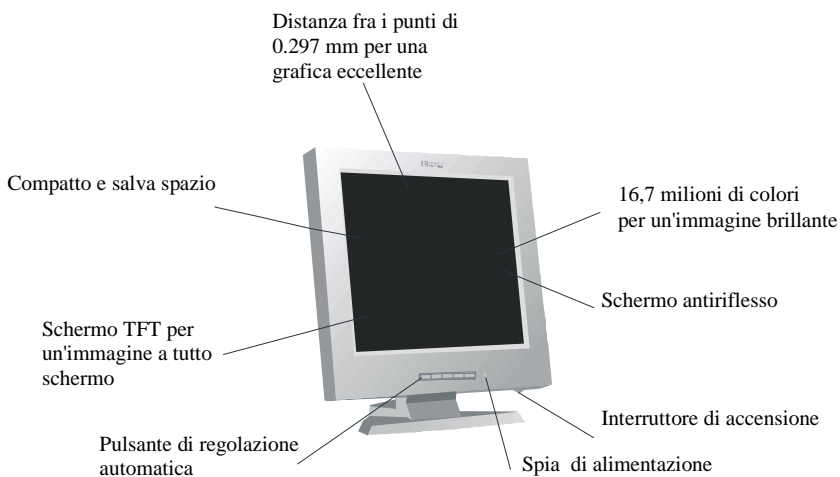 Distanza fra i punti di
0.297 mm per una
grafica eccellente
Compatto e salva spazio
16,7 milioni di colori
per un'immagine brillante
Schermo antiriflesso
Schermo TFT per
un'immagine a tutto
schermo
Interruttore di accensione
Pulsante di regolazione
automatica
Spia di alimentazione